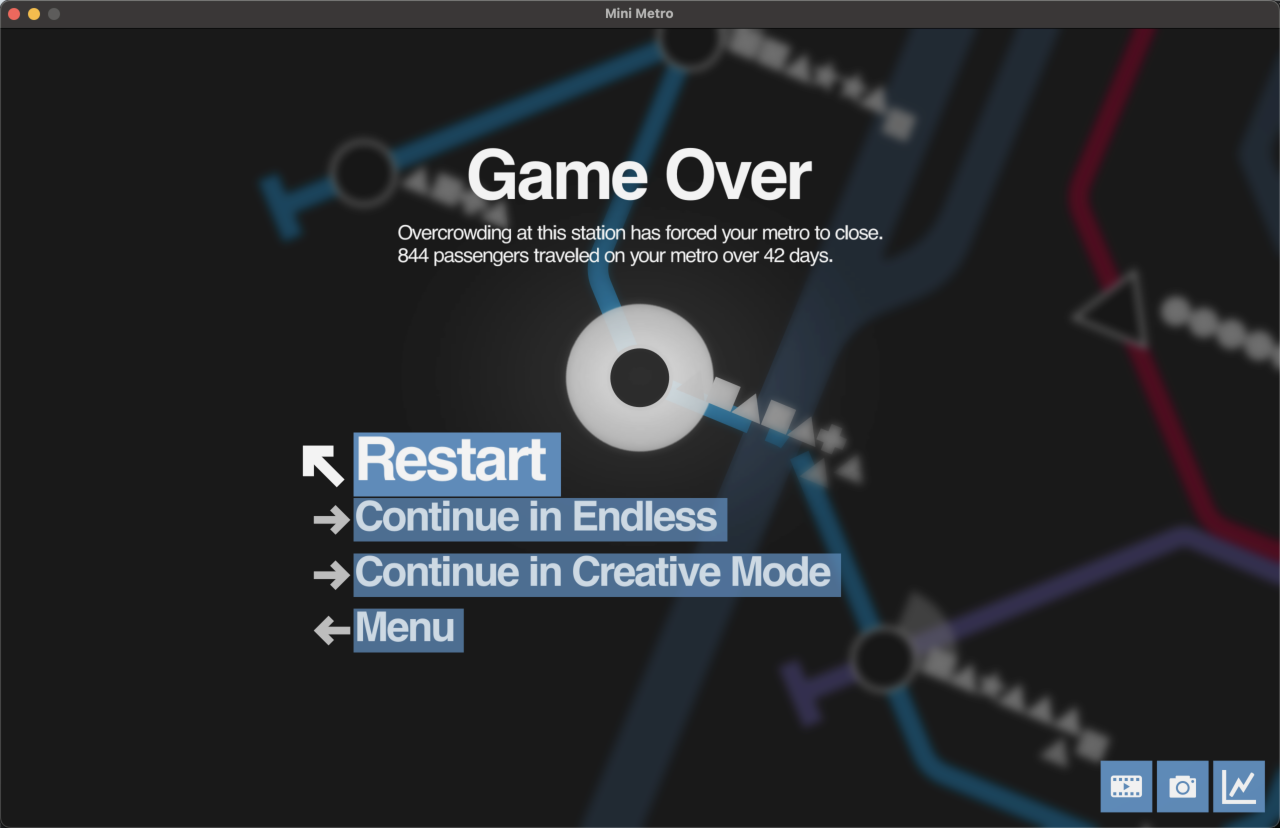 Mini Metro
Game Over
Overcrowding at this station has forced your metro to close.
844 passengers traveled on your metro over 42 days.
Restart
Continue in Endless
Continue in Creative Mode
Menu